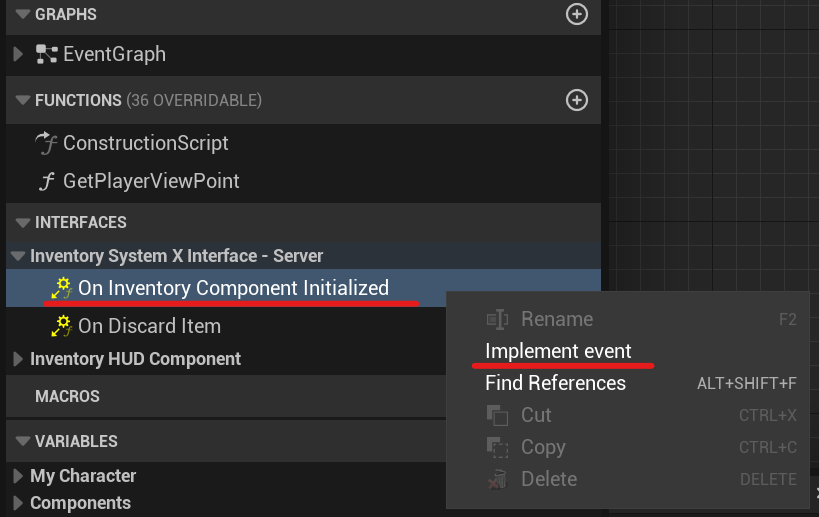 GRAPHS
EventGraph
FUNCTIONS (36 OVERRIDABLE)
ConstructionScript
GetPlayerViewPoint
INTERFACES
Inventory System X Interface - Server
On Inventory Component Initialized
On Discard Item
Inventory HUD Component
MACROS
VARIABLES
My Character
Components
Rename F2
Implement event
Find References ALT+SHIFT+F
Cut CTRL+X
Copy CTRL+C
Delete DELETE